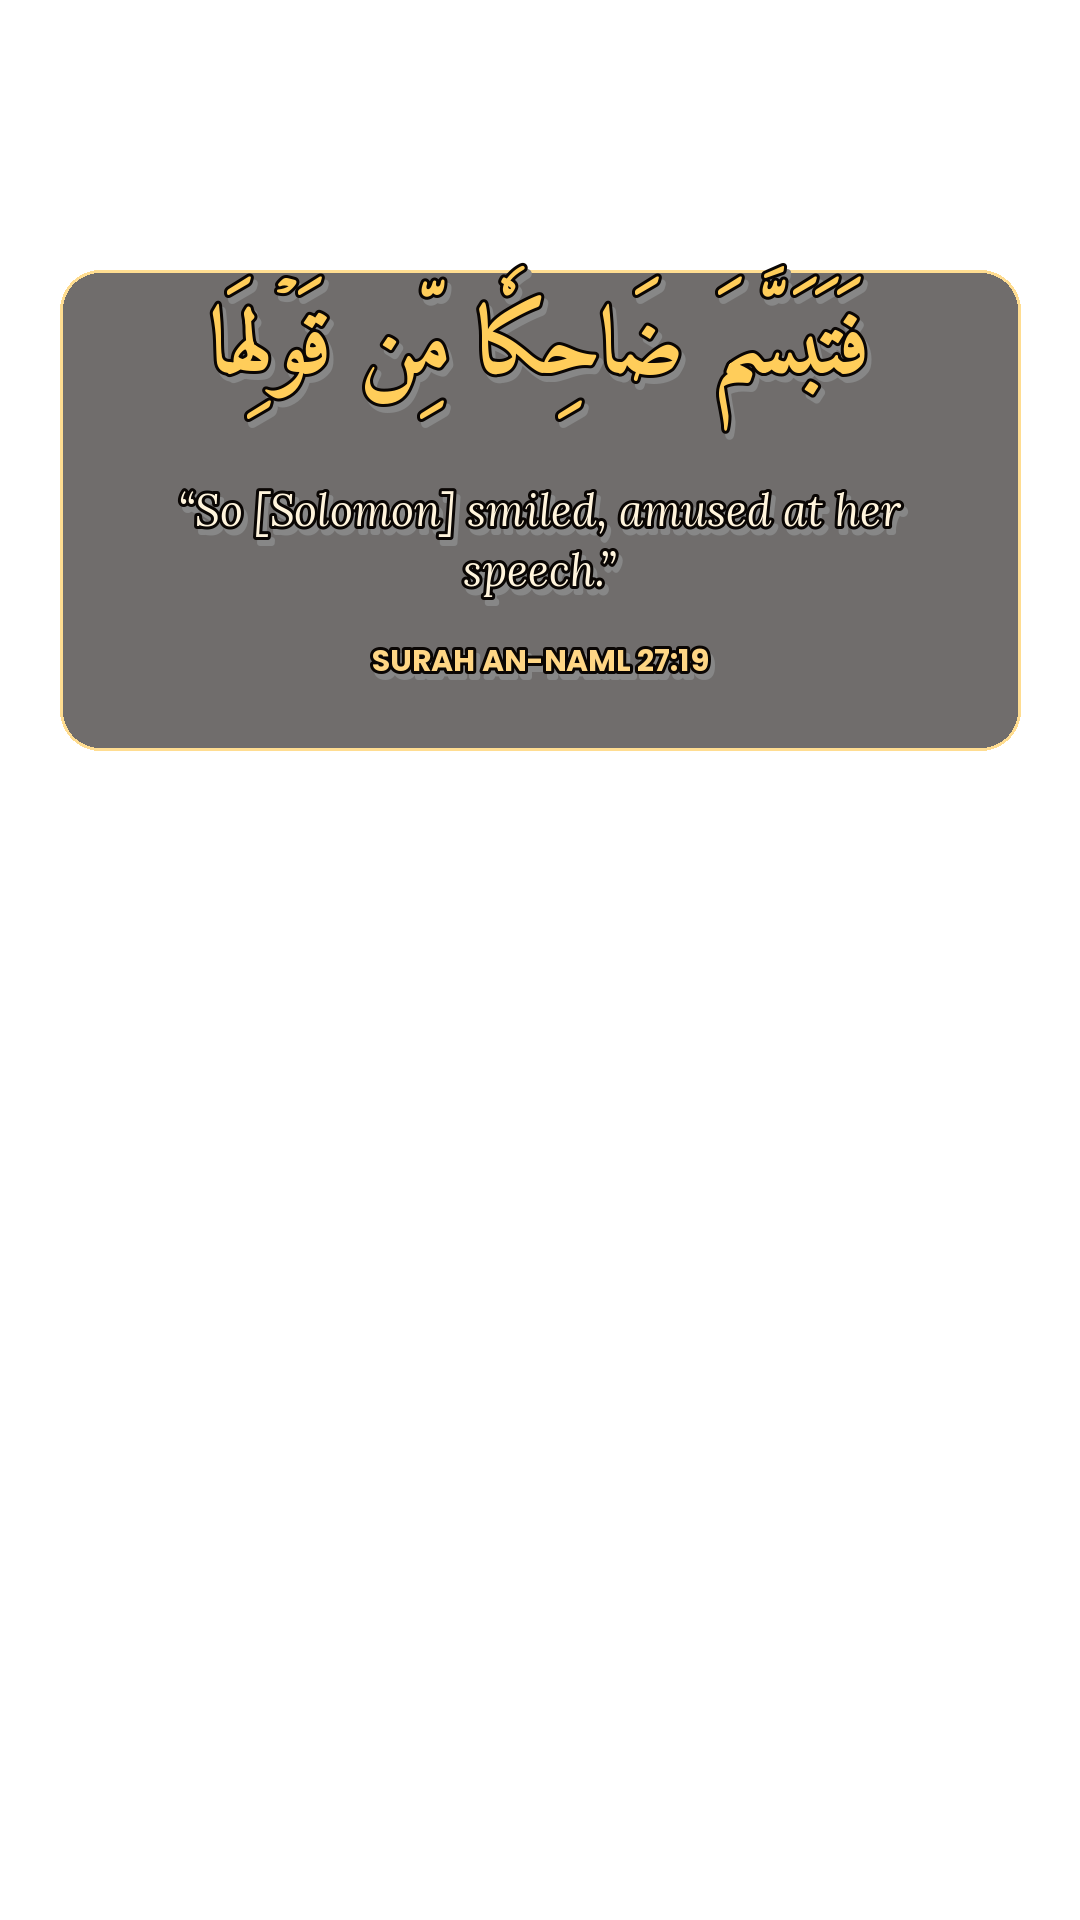 فَتَبَسَّمَ ضَاحِكًا مِّن قَوْلِهَا
“So [Solomon] smiled, amused at her
speech.”
SURAH AN-NAML 27:19